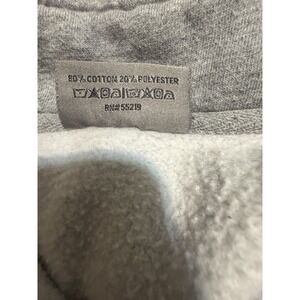 80% COTTON 20% POLYESTER
RN# 55219